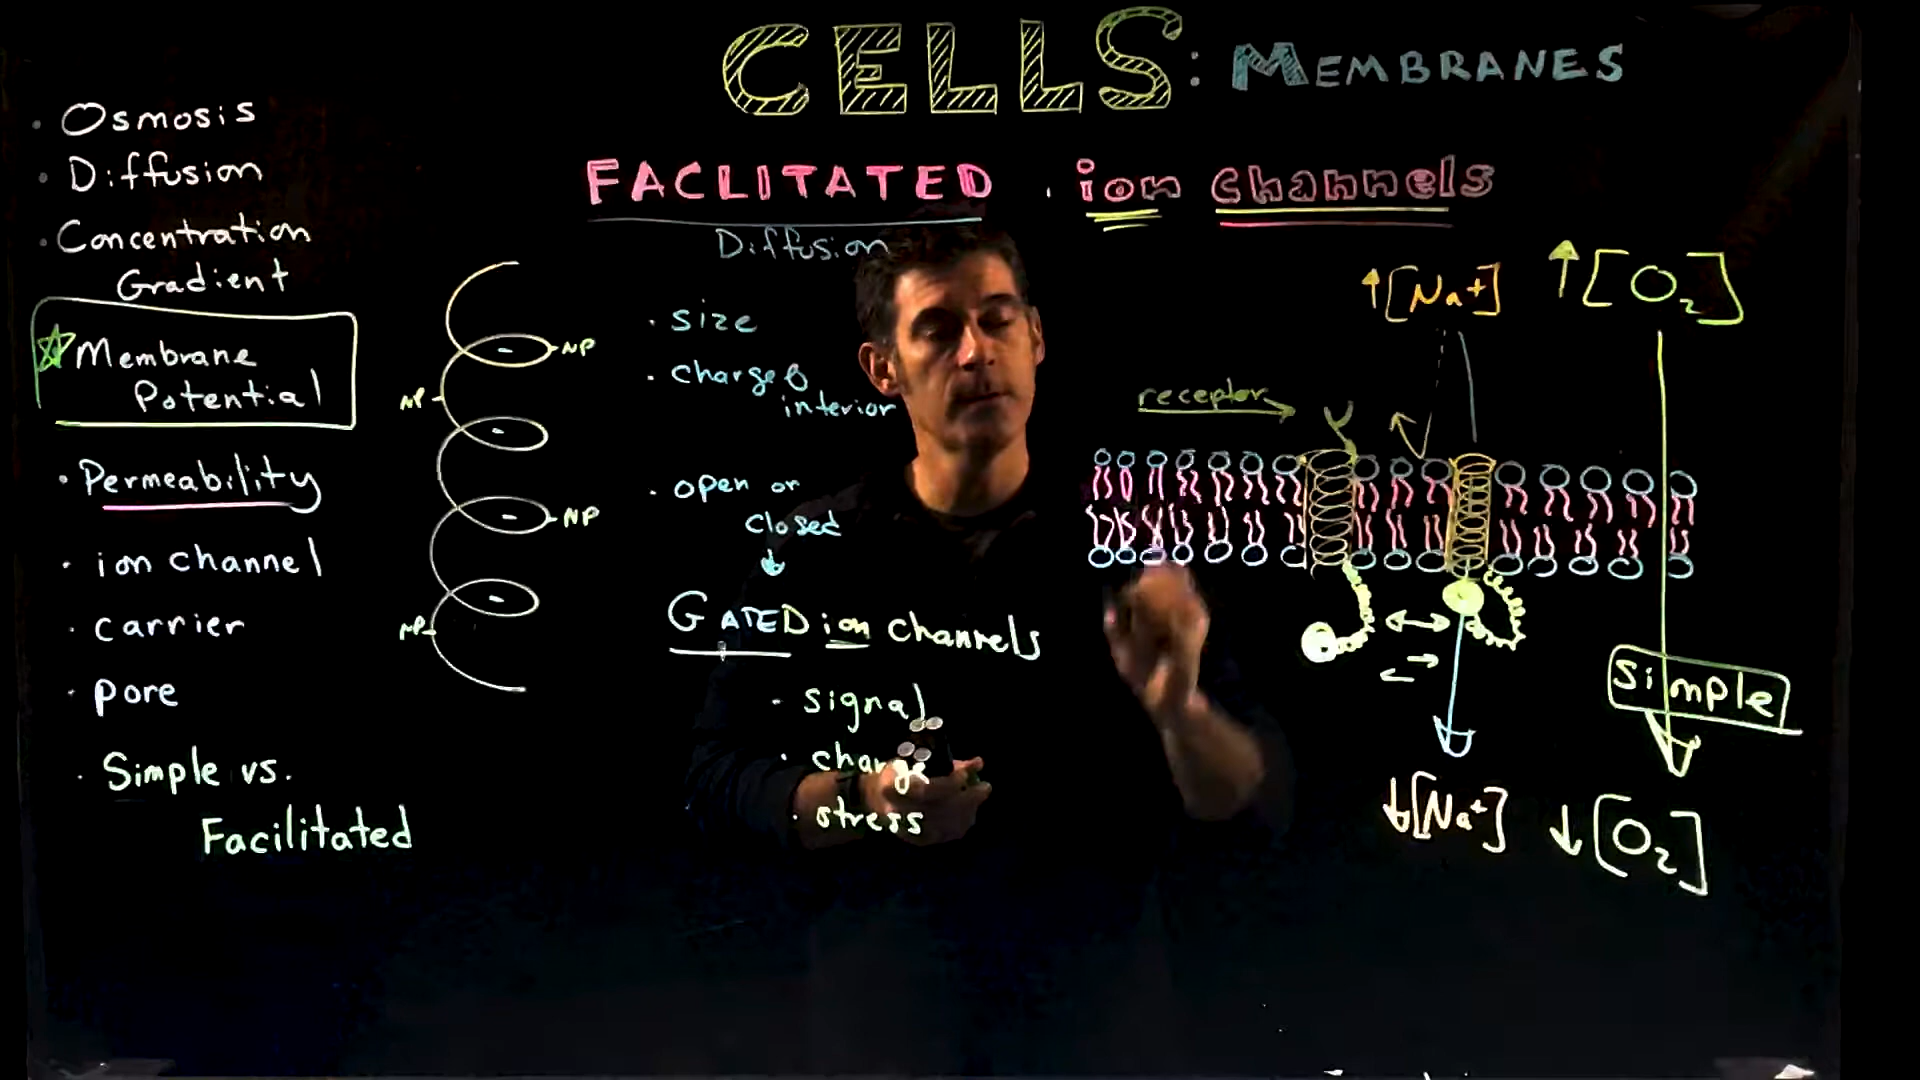 CELLS: MEMBRANES
• Osmosis
• Diffusion
• Concentration
Gradient
Membrane
Potential
• Permeability
• ion channel
• carrier
• pore
• Simple vs.
Facilitated
NP
NP
NP
NP
FACLITATED • ion channels
Diffusion
• size
• charge
interior
• open or
closed
GATED ion channels
• signal
• charge
• stress
↑[Na+]
↑[O2]
receptor
simple
↓[Na+]
↓[O2]